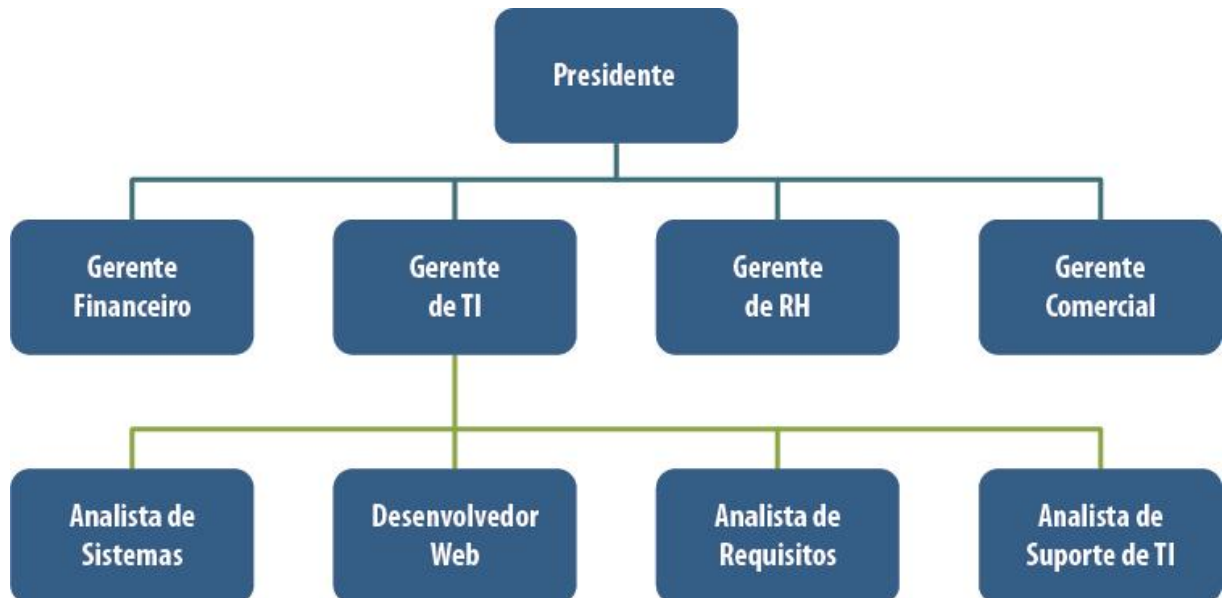 Presidente
Gerente
Financeiro
Gerente
de TI
Gerente
de RH
Gerente
Comercial
Analista de
Sistemas
Desenvolvedor
Web
Analista de
Requisitos
Analista de
Suporte de TI